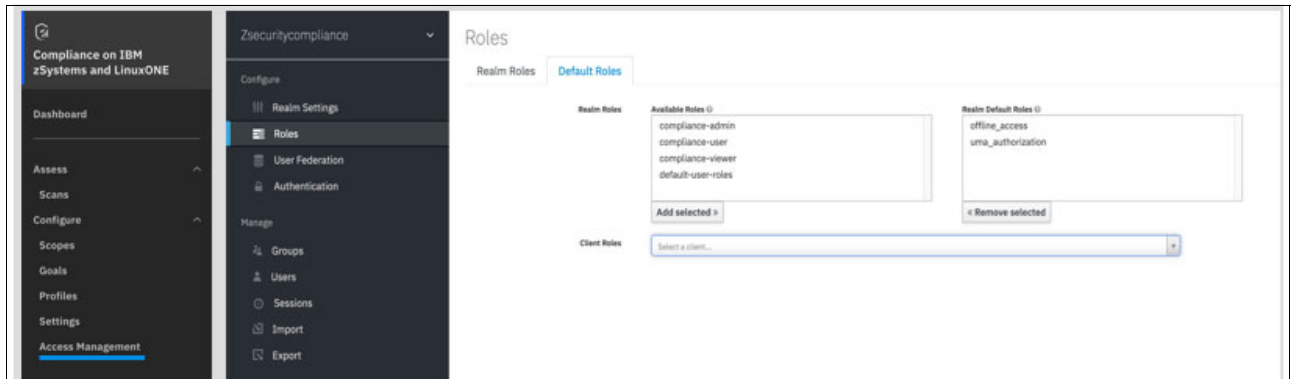 Compliance on IBM
zSystems and LinuxONE
Dashboard
Assess
Scans
Configure
Scopes
Goals
Profiles
Settings
Access Management
Zsecuritycompliance
Configure
Realm Settings
Roles
User Federation
Authentication
Manage
Groups
Users
Sessions
Import
Export
Roles
Realm Roles
Default Roles
Realm Roles
Available Roles
compliance-admin
compliance-user
compliance-viewer
default-user-roles
Add selected »
Realm Default Roles
offline_access
uma_authorization
« Remove selected
Client Roles
Select a client...